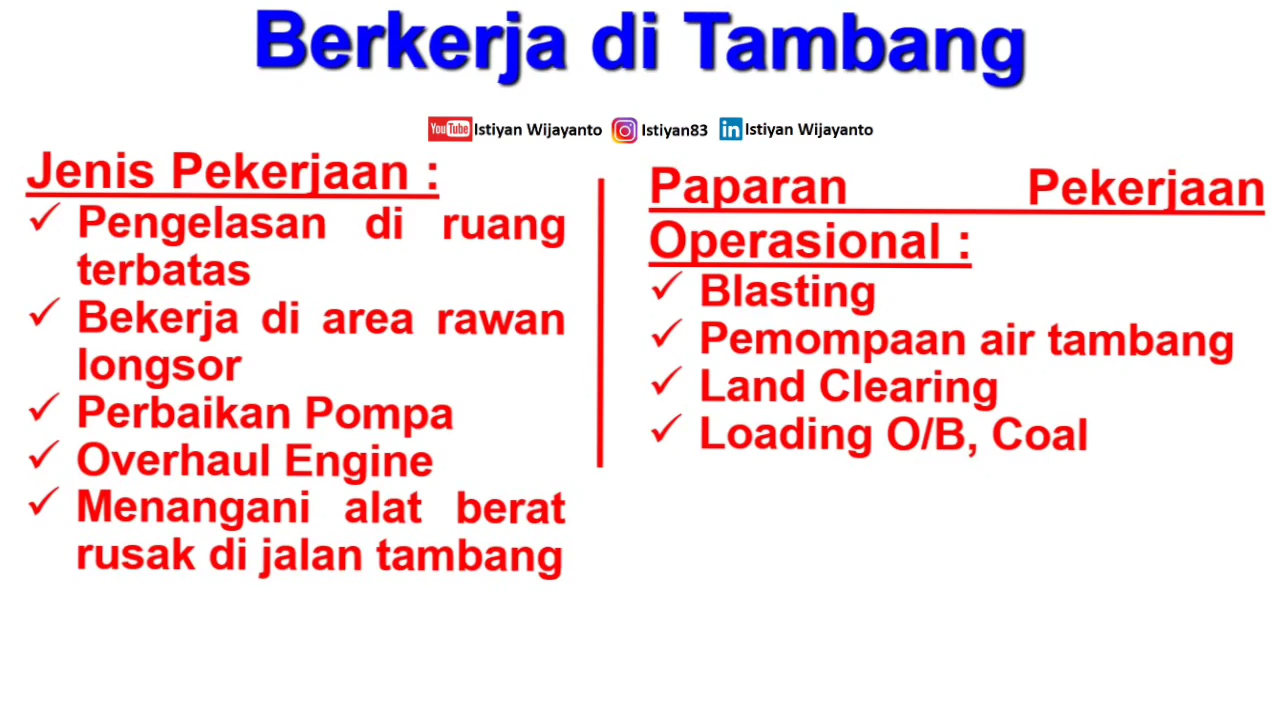 Berkerja di Tambang
YouTube Istiyan Wijayanto Istiyan83 in Istiyan Wijayanto
Jenis Pekerjaan :
✓ Pengelasan di ruang
terbatas
✓ Bekerja di area rawan
longsor
✓ Perbaikan Pompa
✓ Overhaul Engine
✓ Menangani alat berat
rusak di jalan tambang
Paparan Pekerjaan
Operasional :
✓ Blasting
✓ Pemompaan air tambang
✓ Land Clearing
✓ Loading O/B, Coal